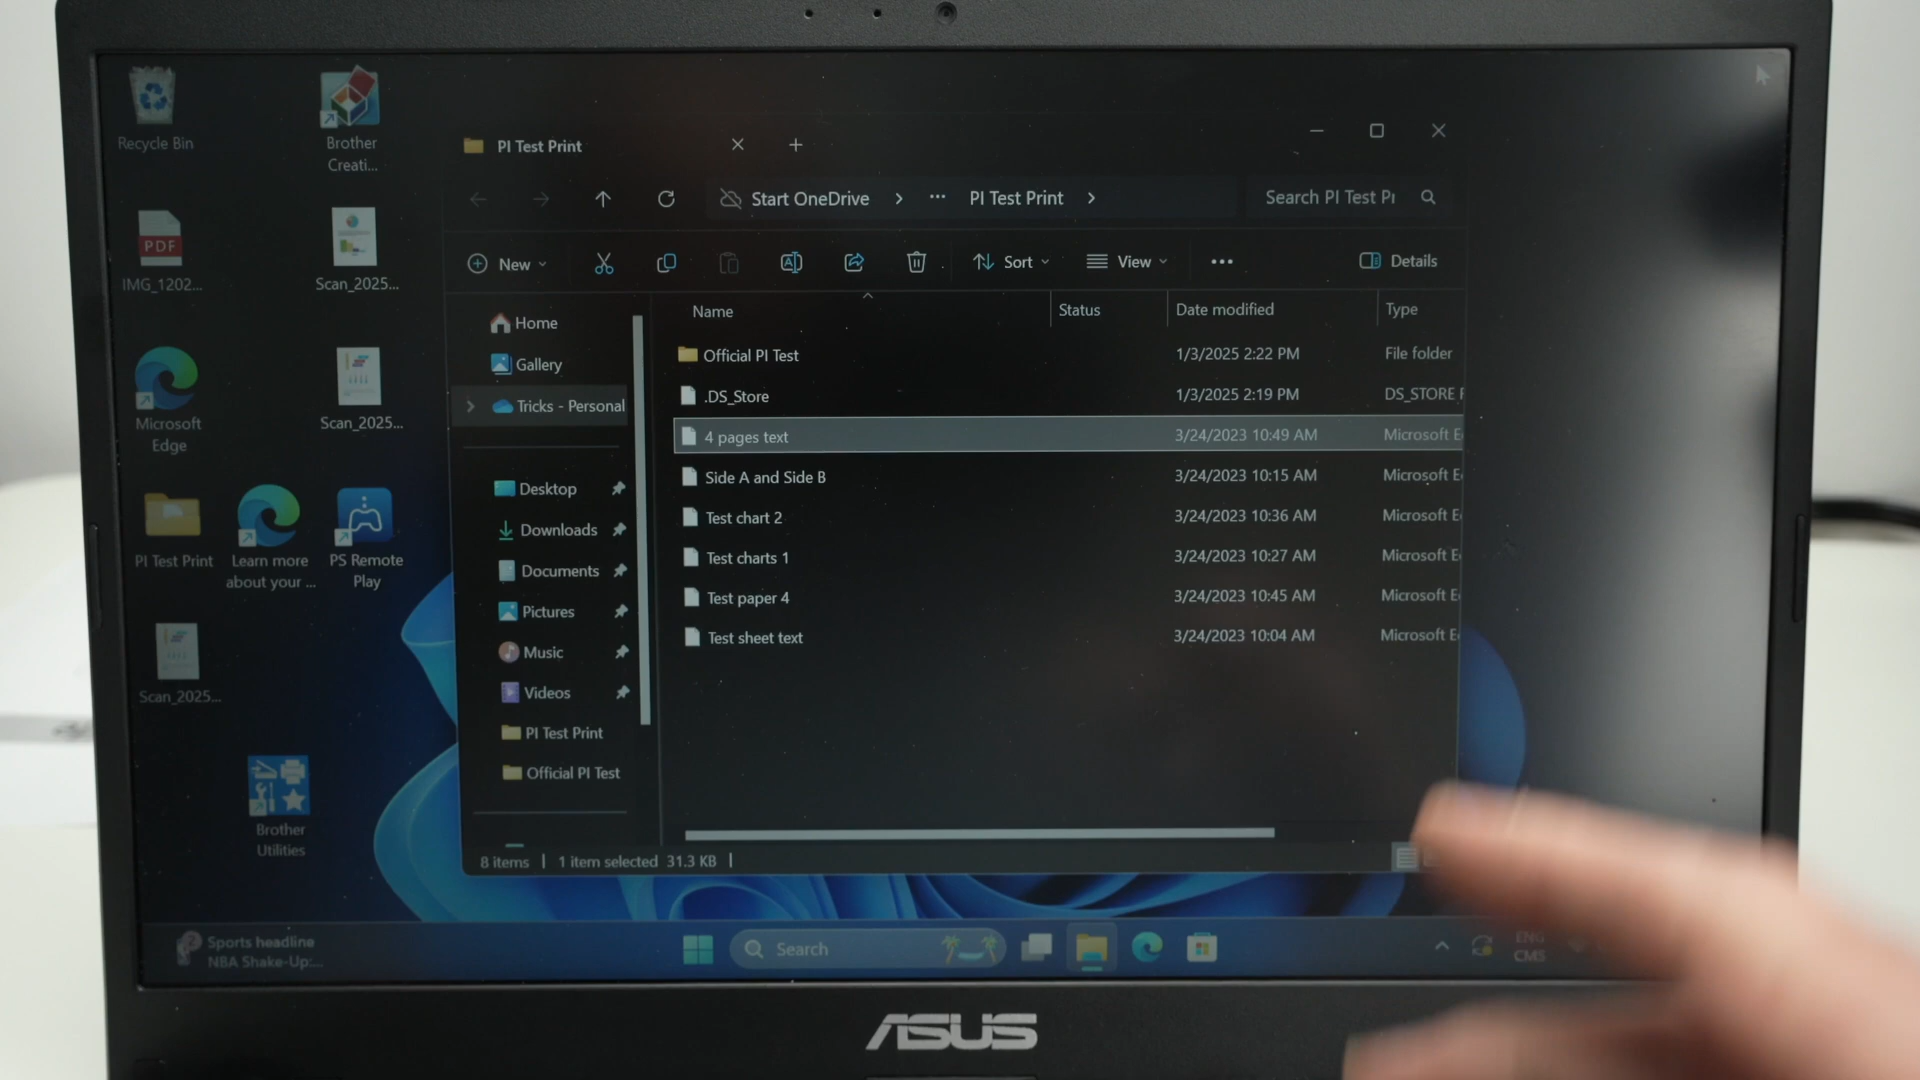 Recycle Bin
Brother
Creati...
PDF
IMG_1202...
Scan_2025...
Microsoft
Edge
Scan_2025...
PI Test Print
Learn more
about your ...
PS Remote
Play
Scan_2025...
Brother
Utilities
PI Test Print
Start OneDrive
PI Test Print
Search PI Test Pr
New
Sort
View
Details
Home
Gallery
Tricks - Personal
Desktop
Downloads
Documents
Pictures
Music
Videos
PI Test Print
Official PI Test
Name Status Date modified Type
Official PI Test 1/3/2025 2:22 PM File folder
.DS_Store 1/3/2025 2:19 PM DS_STORE F
4 pages text 3/24/2023 10:49 AM Microsoft E
Side A and Side B 3/24/2023 10:15 AM Microsoft E
Test chart 2 3/24/2023 10:36 AM Microsoft E
Test charts 1 3/24/2023 10:27 AM Microsoft E
Test paper 4 3/24/2023 10:45 AM Microsoft E
Test sheet text 3/24/2023 10:04 AM Microsoft E
8 items 1 item selected 31.3 KB
Sports headline
NBA Shake-Up:...
Search
ENG
CMS
ASUS